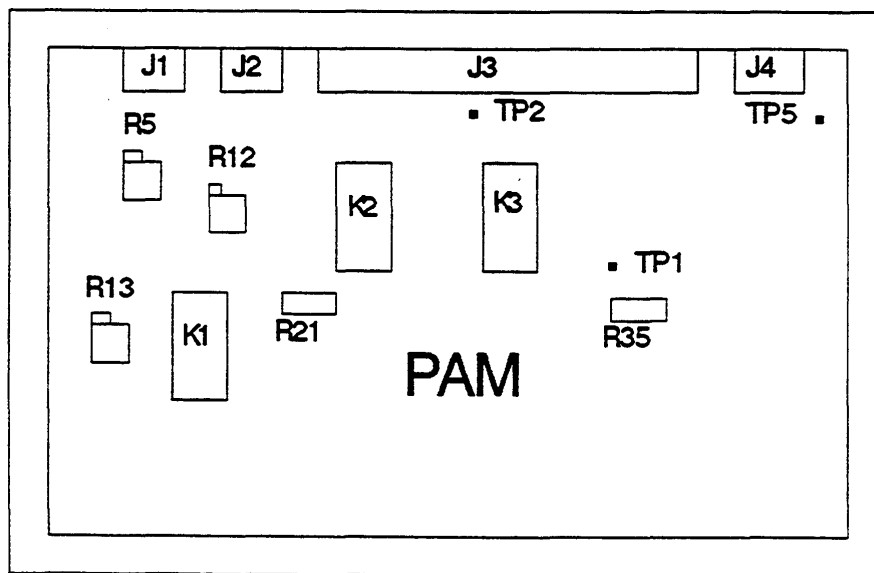 J1 J2 J3 J4
TP2 TP5
R5
R12
K2 K3
TP1
R13
K1 R21 R35
PAM